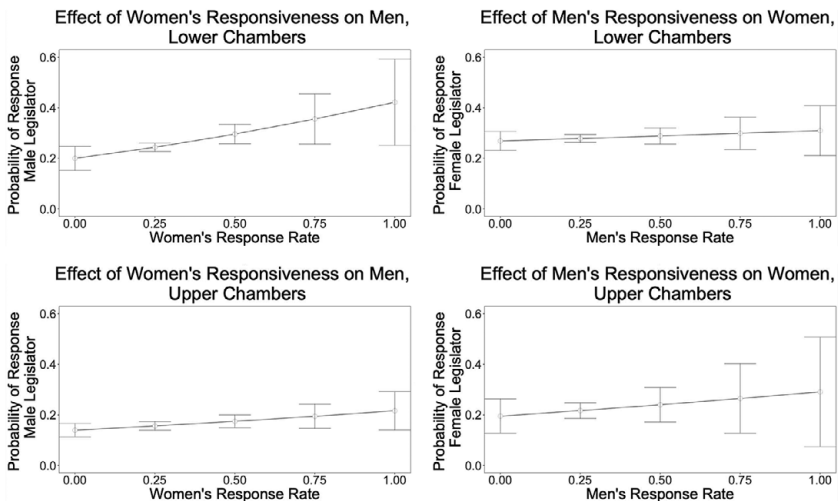 Effect of Women's Responsiveness on Men,
Lower Chambers
Probability of Response
Male Legislator
0.6
0.4
0.2
0.0
0.00 0.25 0.50 0.75 1.00
Women's Response Rate
Effect of Men's Responsiveness on Women,
Lower Chambers
Probability of Response
Female Legislator
0.6
0.4
0.2
0.0
0.00 0.25 0.50 0.75 1.00
Men's Response Rate
Effect of Women's Responsiveness on Men,
Upper Chambers
Probability of Response
Male Legislator
0.6
0.4
0.2
0.0
0.00 0.25 0.50 0.75 1.00
Women's Response Rate
Effect of Men's Responsiveness on Women,
Upper Chambers
Probability of Response
Female Legislator
0.6
0.4
0.2
0.0
0.00 0.25 0.50 0.75 1.00
Men's Response Rate